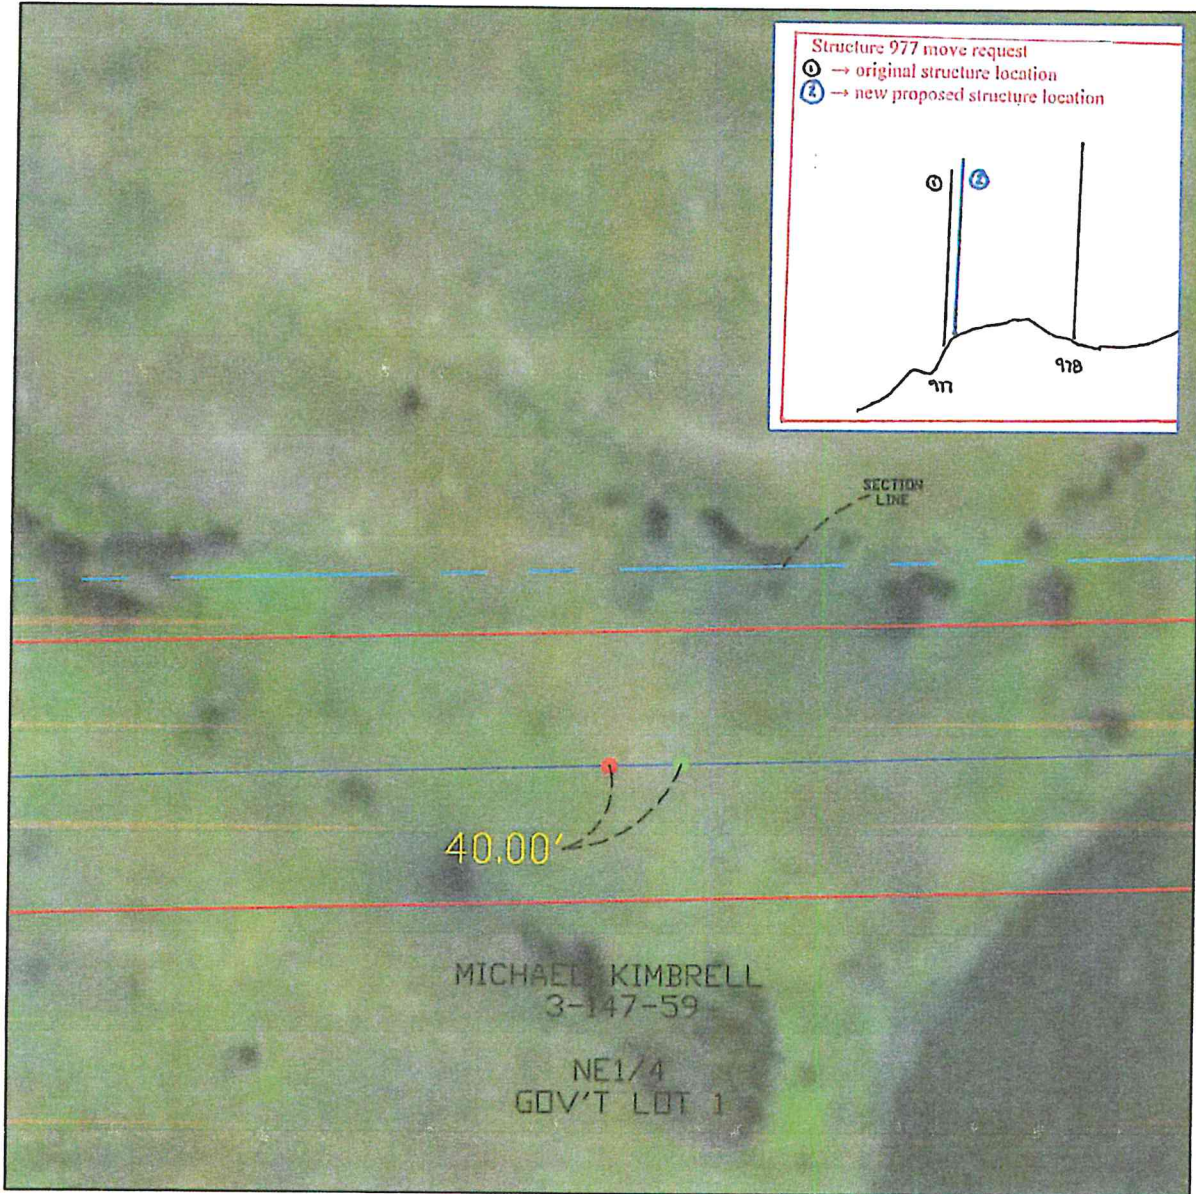 Structure 977 move request
① → original structure location
② → new proposed structure location
① ②
977
978
SECTION
LINE
40.00'
MICHAEL KIMBRELL
3-147-59
NE1/4
GOV'T LOT 1